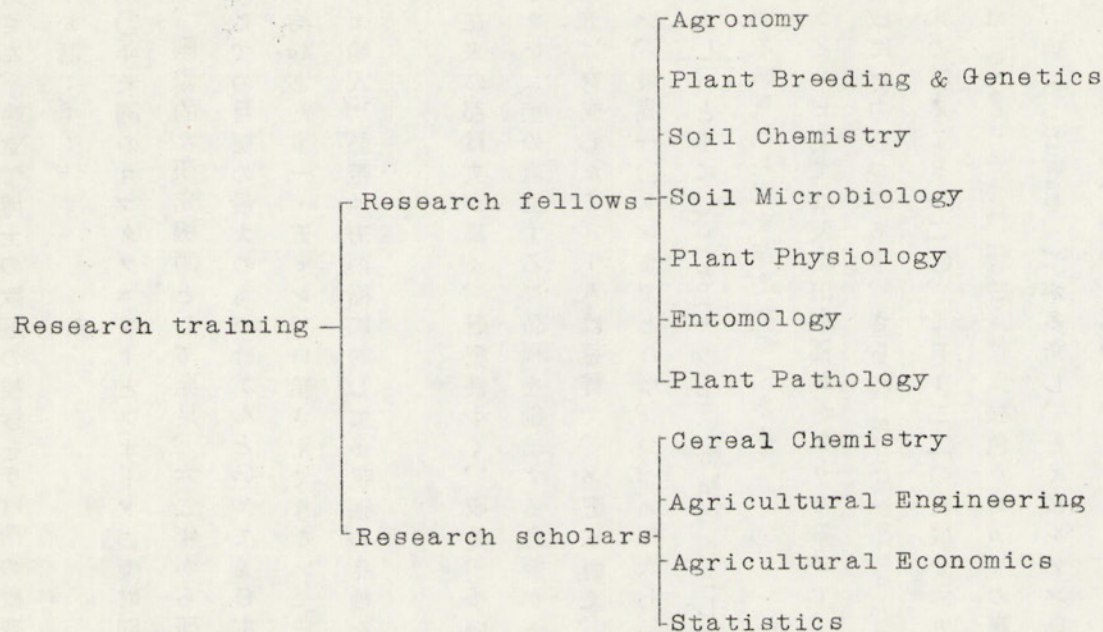 Agronomy
Plant Breeding & Genetics
Soil Chemistry
Research fellows
Soil Microbiology
Plant Physiology
Research training
Entomology
Plant Pathology
Cereal Chemistry
Agricultural Engineering
Research scholars
Agricultural Economics
Statistics